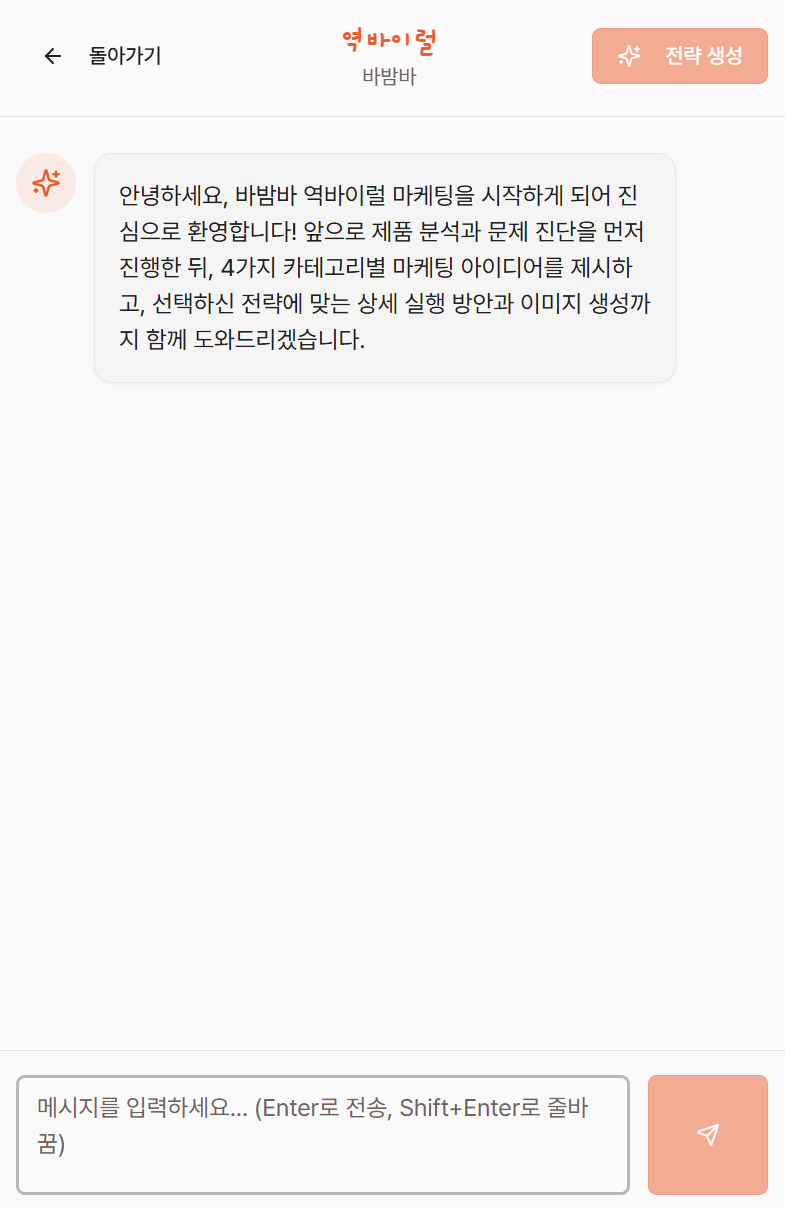 돌아가기
역바이럴
바밤바
전략 생성
안녕하세요, 바밤바 역바이럴 마케팅을 시작하게 되어 진
심으로 환영합니다! 앞으로 제품 분석과 문제 진단을 먼저
진행한 뒤, 4가지 카테고리별 마케팅 아이디어를 제시하
고, 선택하신 전략에 맞는 상세 실행 방안과 이미지 생성까
지 함께 도와드리겠습니다.
메시지를 입력하세요... (Enter로 전송, Shift+Enter로 줄바
꿈)